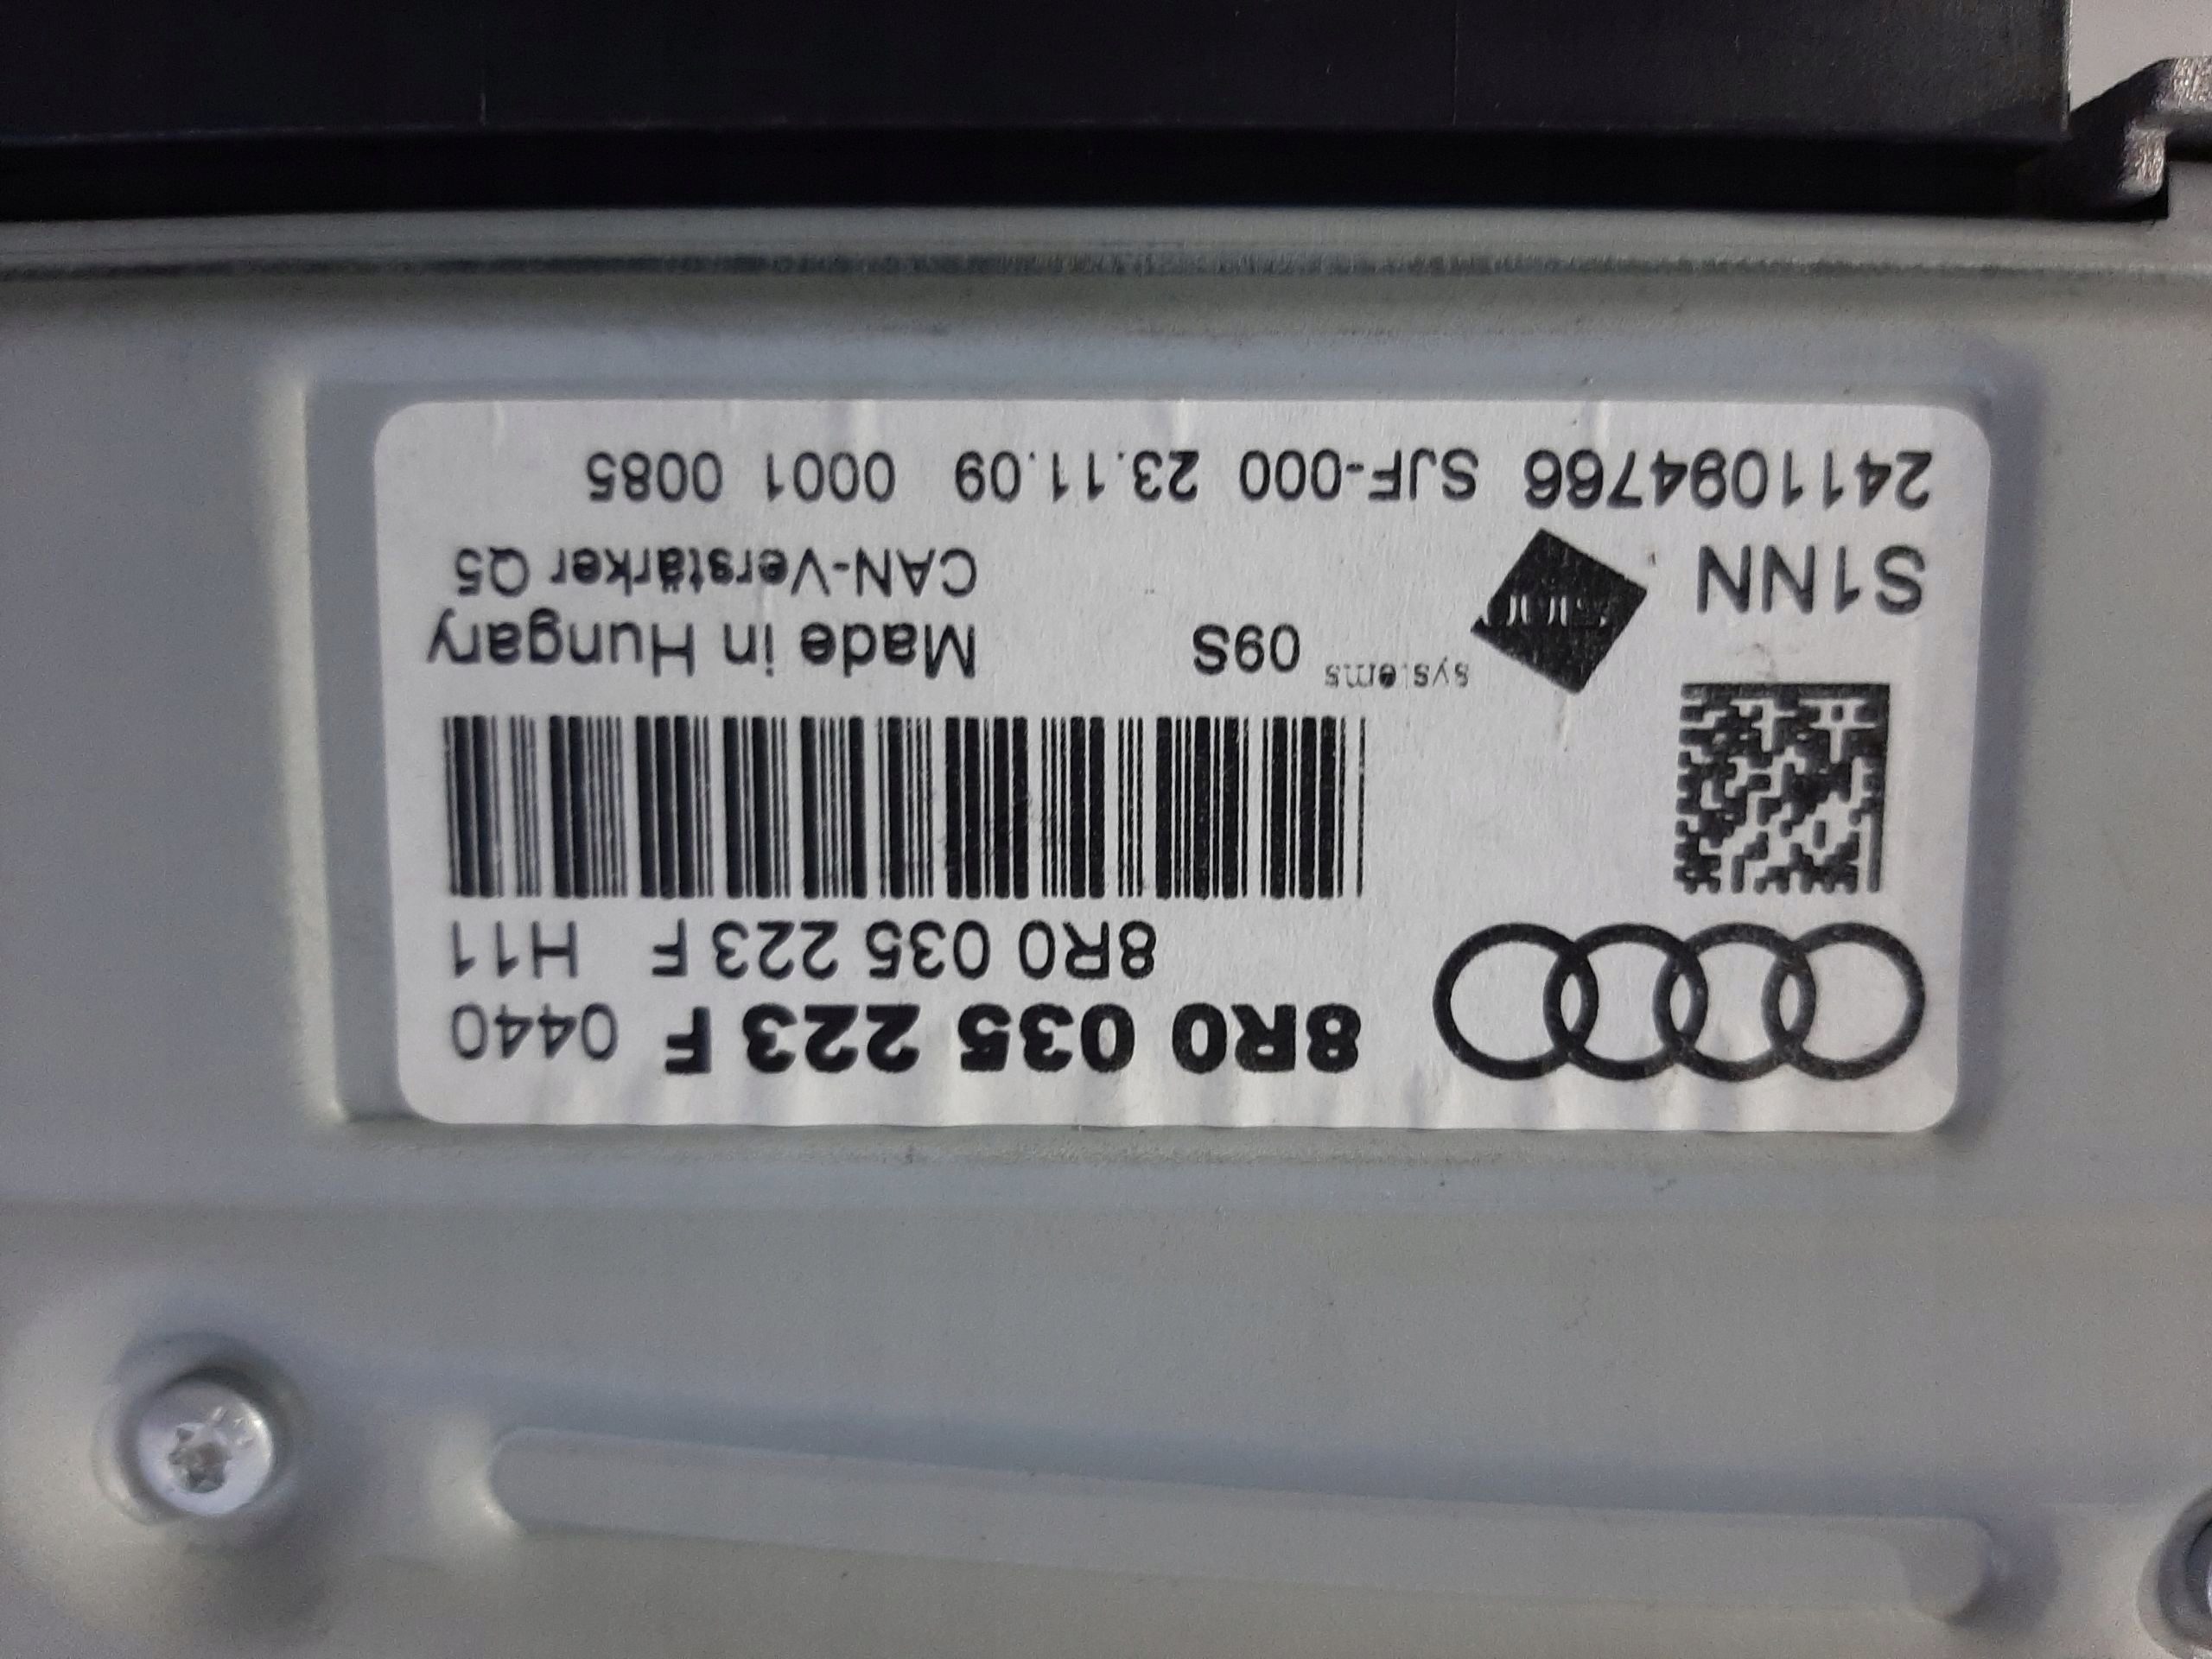 8R0 035 223 F 0440
8R0 035 223 F H11
systems 09S Made in Hungary
S1NN CAN-Verstärker Q5
2411094766 SJF-000 23.11.09 0001 0085